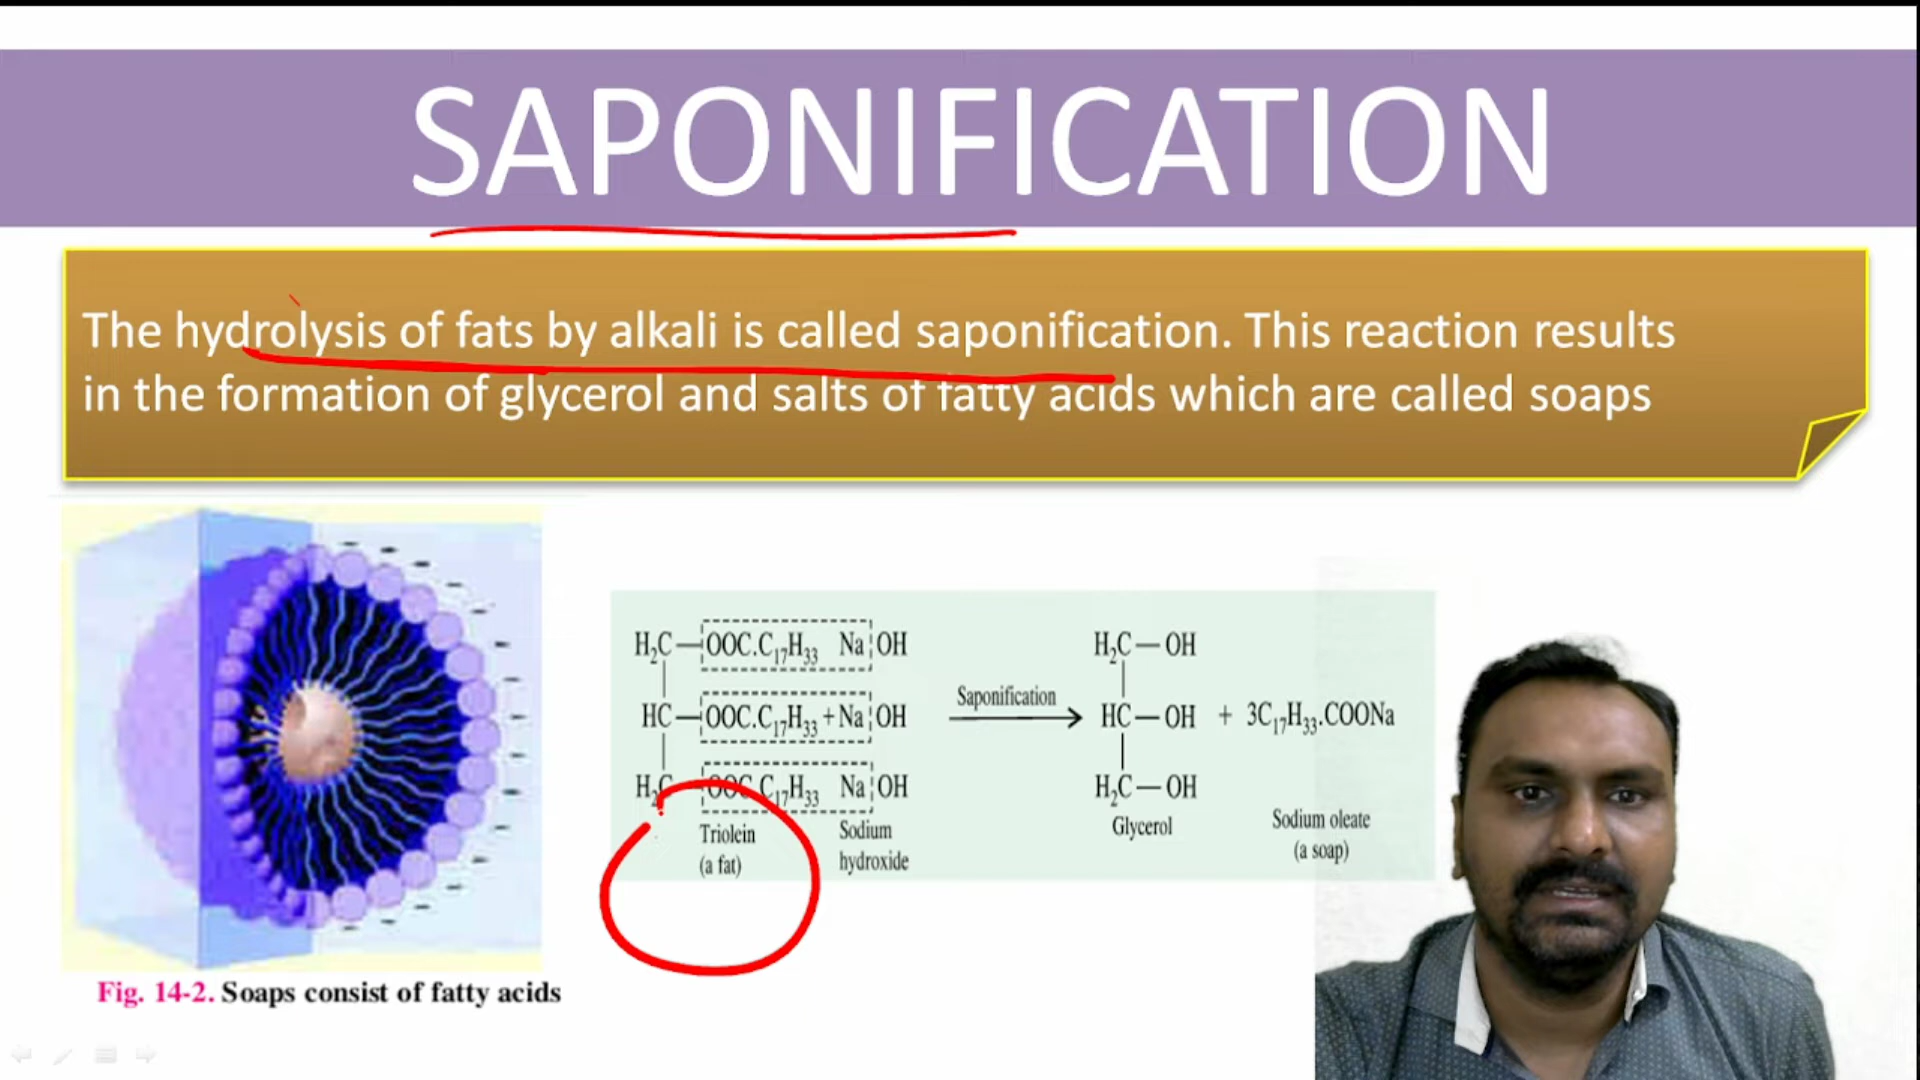 SAPONIFICATION
The hydrolysis of fats by alkali is called saponification. This reaction results
in the formation of glycerol and salts of fatty acids which are called soaps
H₂C—OOC.C₁₇H₃₃ Na OH
HC—OOC.C₁₇H₃₃ + Na OH
H₂C OOC.C₁₇H₃₃ Na OH
Triolein
(a fat)
Sodium
hydroxide
Saponification
H₂C—OH
HC—OH + 3C₁₇H₃₃.COONa
H₂C—OH
Glycerol
Sodium oleate
(a soap)
Fig. 14-2. Soaps consist of fatty acids